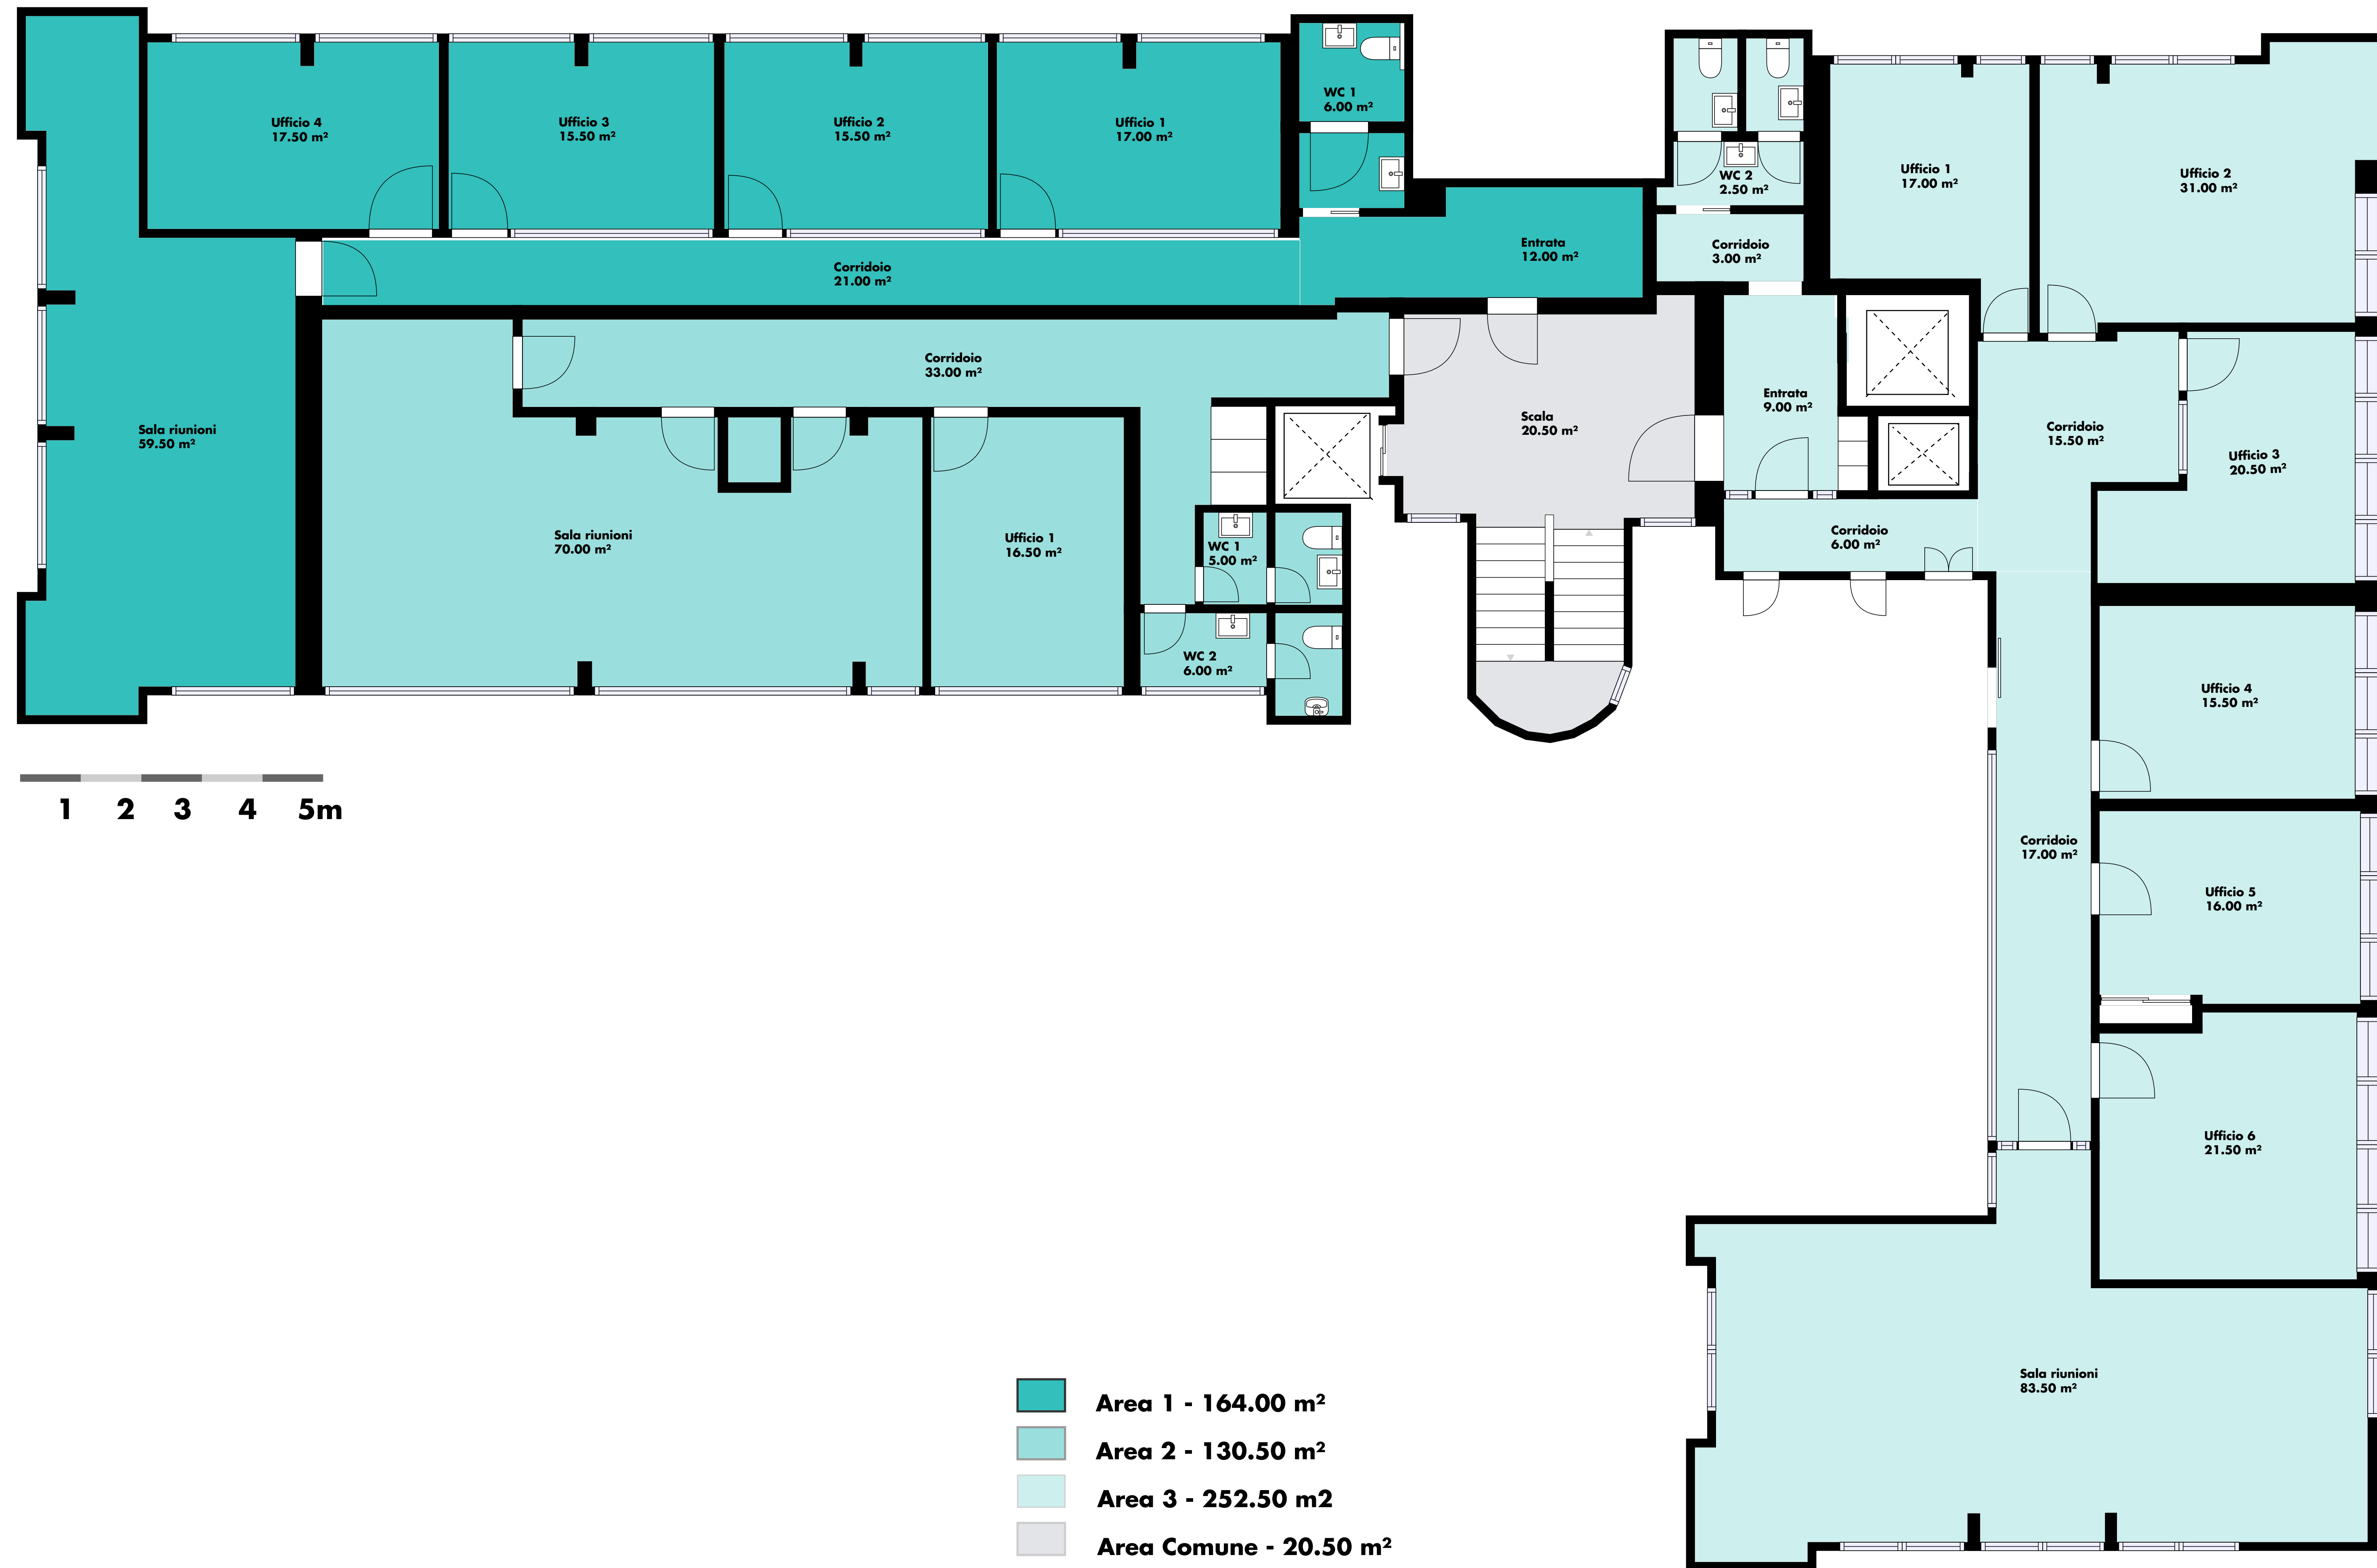 Ufficio 4
17.50 m²
Ufficio 3
15.50 m²
Ufficio 2
15.50 m²
Ufficio 1
17.00 m²
WC 1
6.00 m²
WC 2
2.50 m²
Ufficio 1
17.00 m²
Ufficio 2
31.00 m²
Corridoio
21.00 m²
Entrata
12.00 m²
Corridoio
3.00 m²
Corridoio
33.00 m²
Entrata
9.00 m²
Scala
20.50 m²
Corridoio
15.50 m²
Sala riunioni
59.50 m²
Ufficio 3
20.50 m²
Sala riunioni
70.00 m²
Ufficio 1
16.50 m²
WC 1
5.00 m²
Corridoio
6.00 m²
WC 2
6.00 m²
Ufficio 4
15.50 m²
1 2 3 4 5m
Corridoio
17.00 m²
Ufficio 5
16.00 m²
Ufficio 6
21.50 m²
Sala riunioni
83.50 m²
Area 1 - 164.00 m²
Area 2 - 130.50 m²
Area 3 - 252.50 m2
Area Comune - 20.50 m²